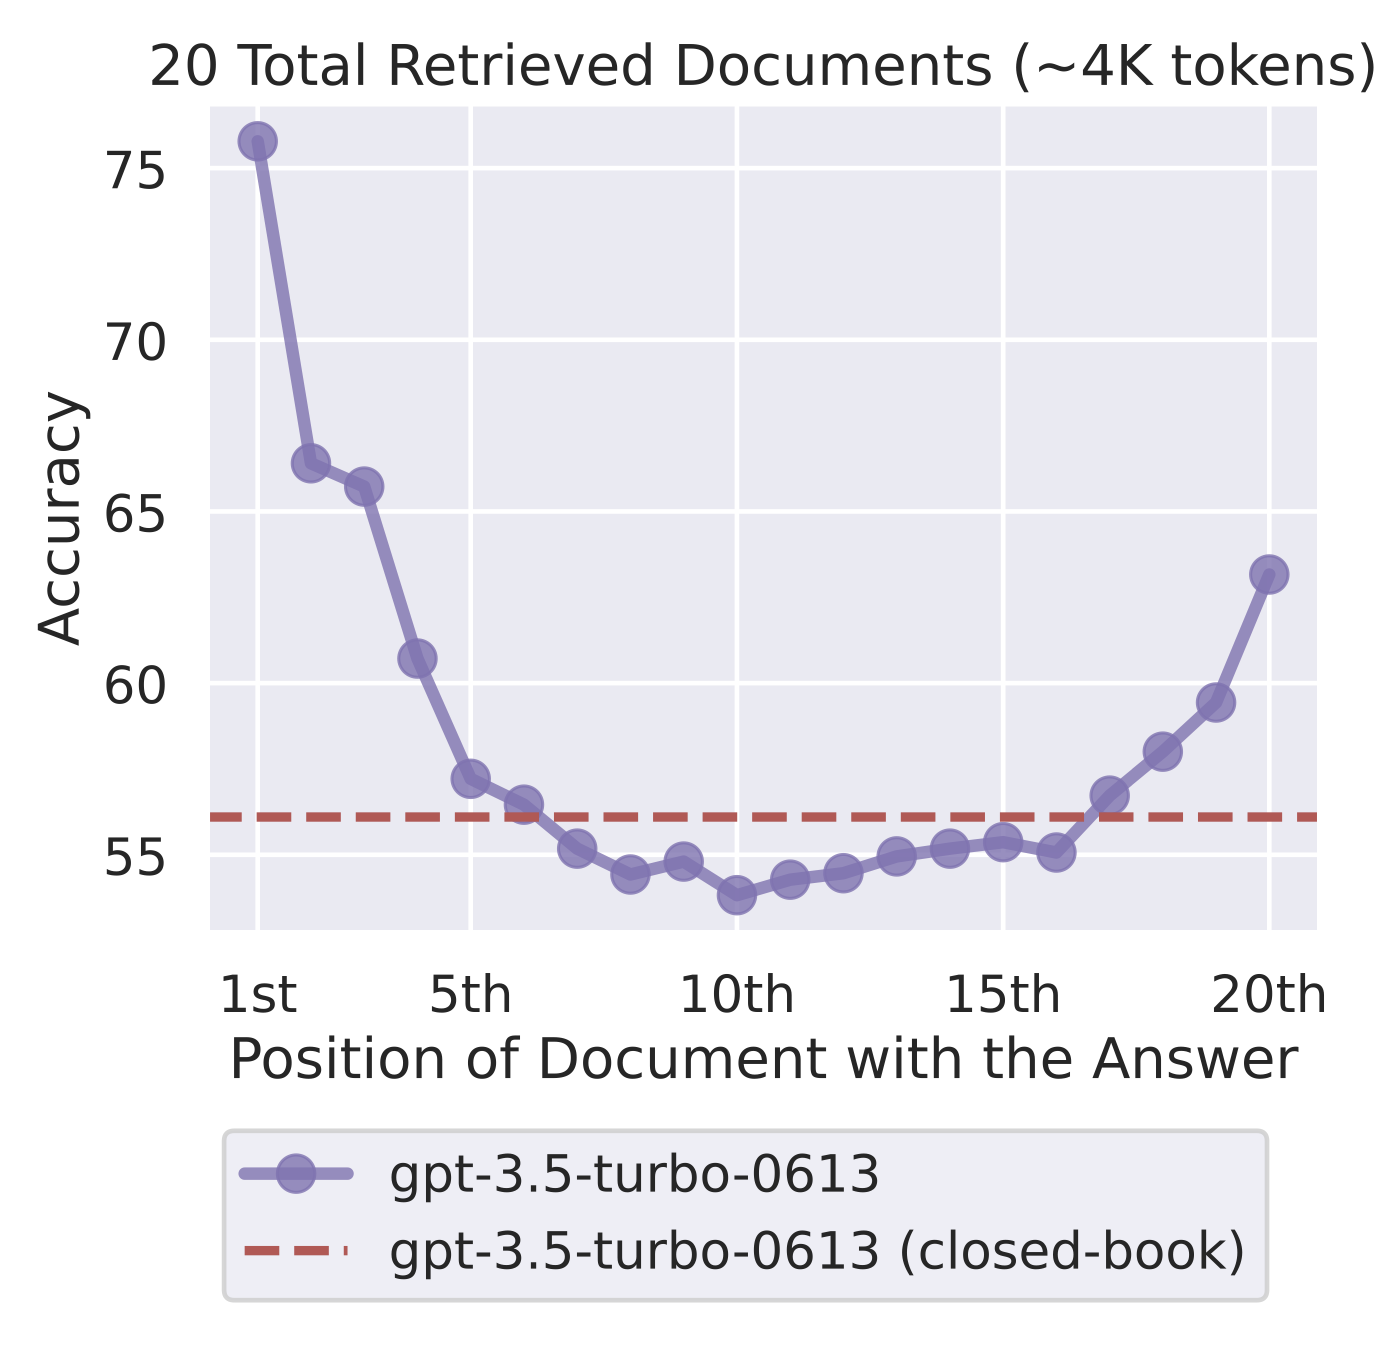 20 Total Retrieved Documents (~4K tokens)
75
70
65
60
55
Accuracy
1st 5th 10th 15th 20th
Position of Document with the Answer
gpt-3.5-turbo-0613
gpt-3.5-turbo-0613 (closed-book)